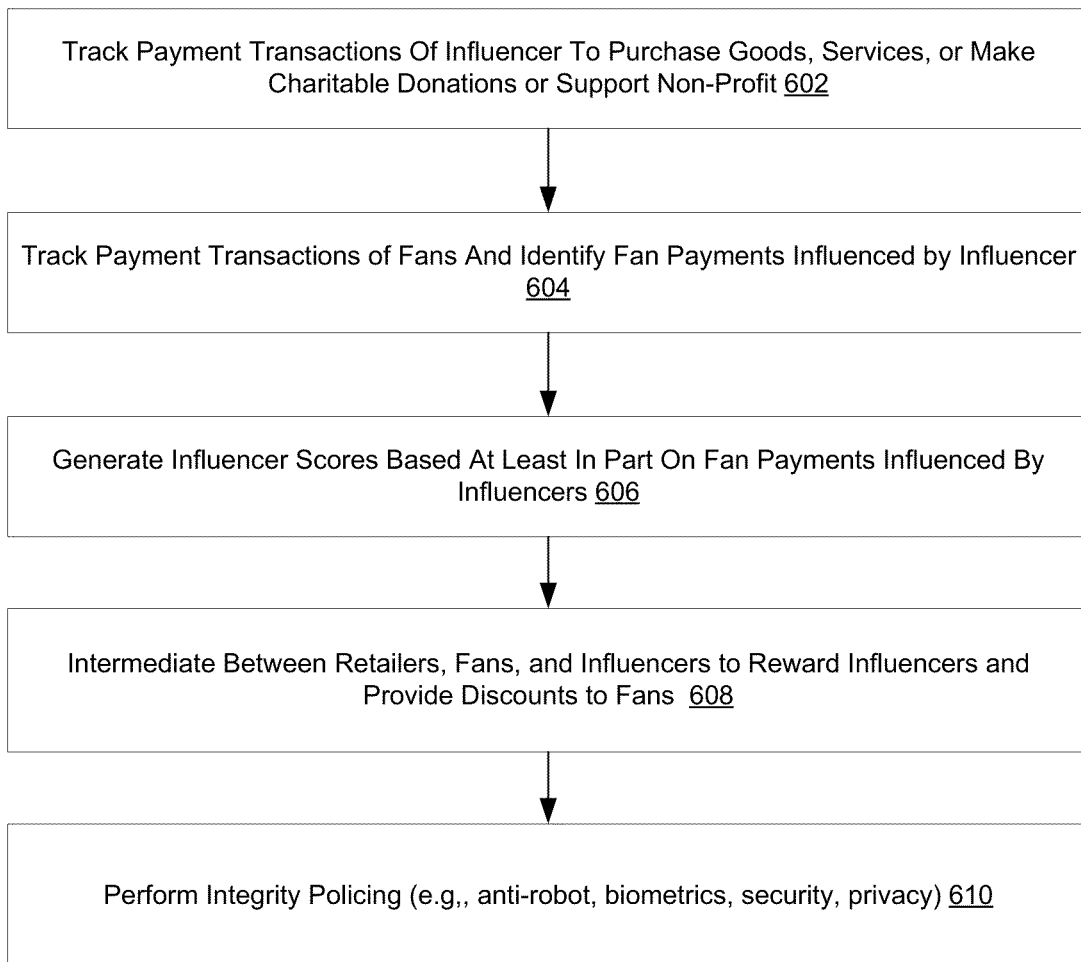 Track Payment Transactions Of Influencer To Purchase Goods, Services, or Make
Charitable Donations or Support Non-Profit 602
Track Payment Transactions of Fans And Identify Fan Payments Influenced by Influencer
604
Generate Influencer Scores Based At Least In Part On Fan Payments Influenced By
Influencers 606
Intermediate Between Retailers, Fans, and Influencers to Reward Influencers and
Provide Discounts to Fans 608
Perform Integrity Policing (e.g,, anti-robot, biometrics, security, privacy) 610